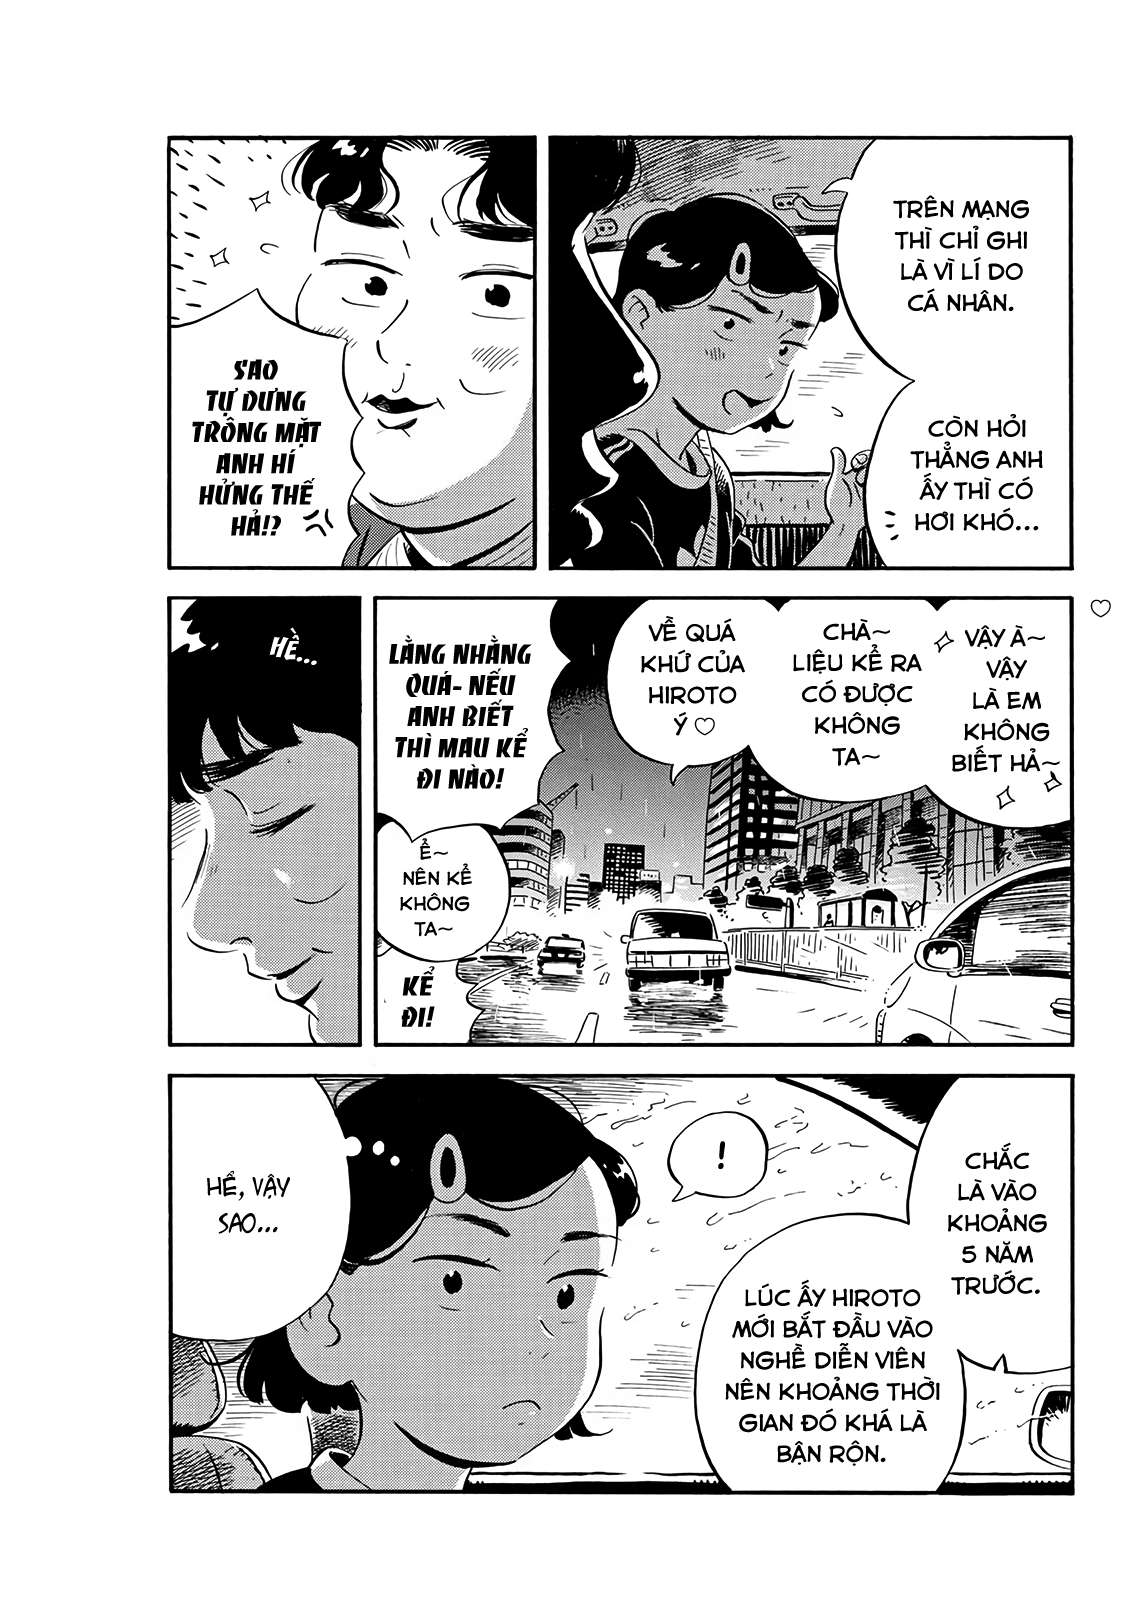 TRÊN MẠNG
THÌ CHỈ GHI
LÀ VÌ LÍ DO
CÁ NHÂN.
CÒN HỎI
THẲNG ANH
ẤY THÌ CÓ
HƠI KHÓ...
SAO
TỰ DƯNG
TRÔNG MẶT
ANH HÍ
HỬNG THẾ
HẢ!?
VẬY À~
VẬY
LÀ EM
KHÔNG
BIẾT HẢ~
CHÀ~
LIỆU KỂ RA
CÓ ĐƯỢC
KHÔNG
TA~
VỀ QUÁ
KHỨ CỦA
HIROTO
Ý♡
LẰNG NHẰNG
QUÁ- NẾU
ANH BIẾT
THÌ MAU KỂ
ĐI NÀO!
Ể~
NÊN KỂ
KHÔNG
TA~
KỂ
ĐI!
HỀ...
CHẮC
LÀ VÀO
KHOẢNG
5 NĂM
TRƯỚC.
LÚC ẤY HIROTO
MỚI BẮT ĐẦU VÀO
NGHỀ DIỄN VIÊN
NÊN KHOẢNG THỜI
GIAN ĐÓ KHÁ LÀ
BẬN RỘN.
!
HỂ, VẬY
SAO...